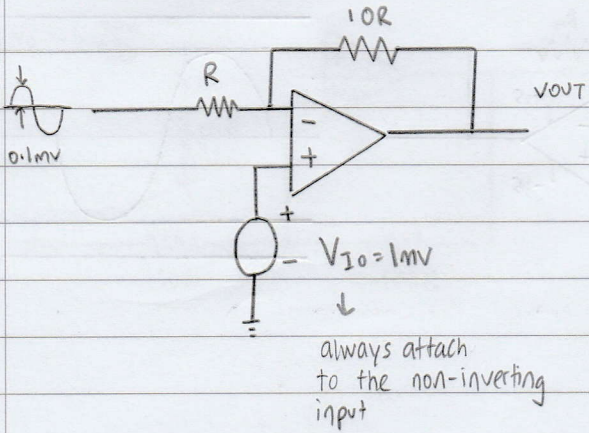 10R
R
VOUT
0.1mV
-
+
+
- VIO = 1mV
always attach
to the non-inverting
input